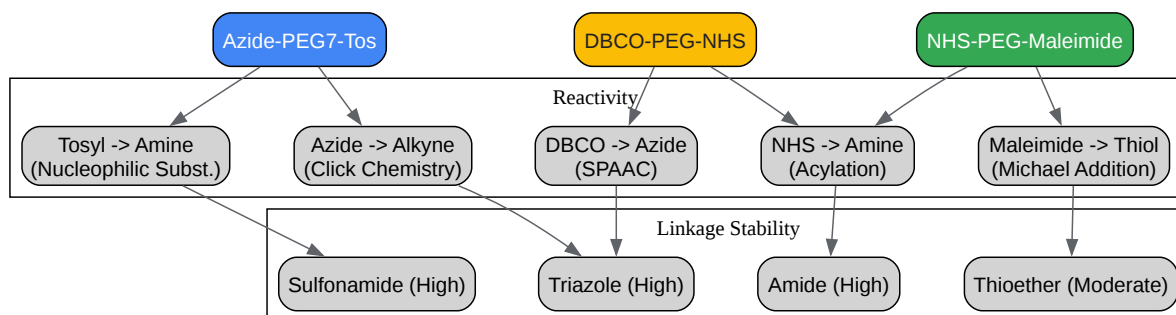 Azide-PEG7-Tos
DBCO-PEG-NHS
NHS-PEG-Maleimide
Reactivity
Tosyl -> Amine
(Nucleophilic Subst.)
Azide -> Alkyne
(Click Chemistry)
DBCO -> Azide
(SPAAC)
NHS -> Amine
(Acylation)
Maleimide -> Thiol
(Michael Addition)
Linkage Stability
Sulfonamide (High)
Triazole (High)
Amide (High)
Thioether (Moderate)